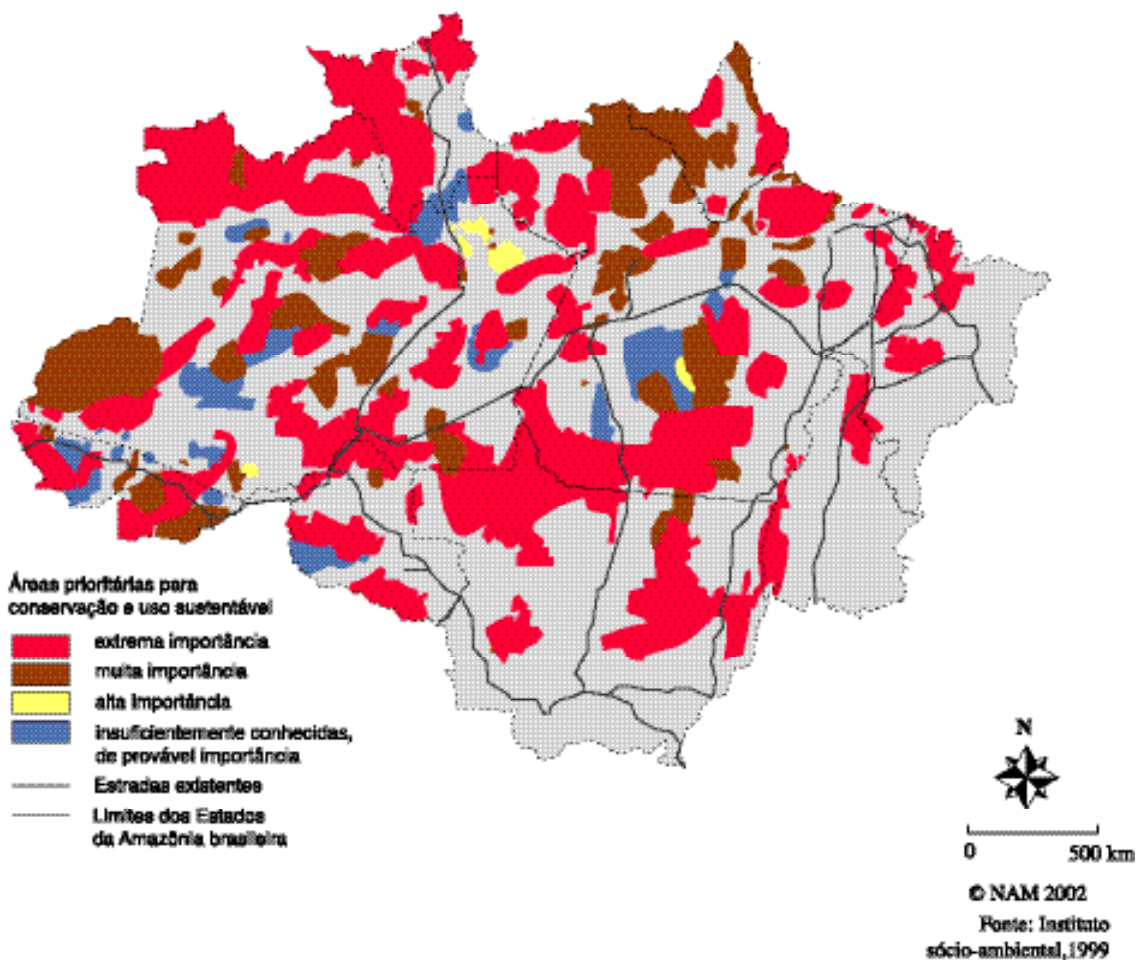 Áreas prioritárias para
conservação e uso sustentável
extrema importância
muita importância
alta importância
insuficientemente conhecidas,
de provável importância
Estradas existentes
Limites dos Estados
da Amazônia brasileira
N
0 500 km
© NAM 2002
Fonte: Instituto
sócio-ambiental,1999